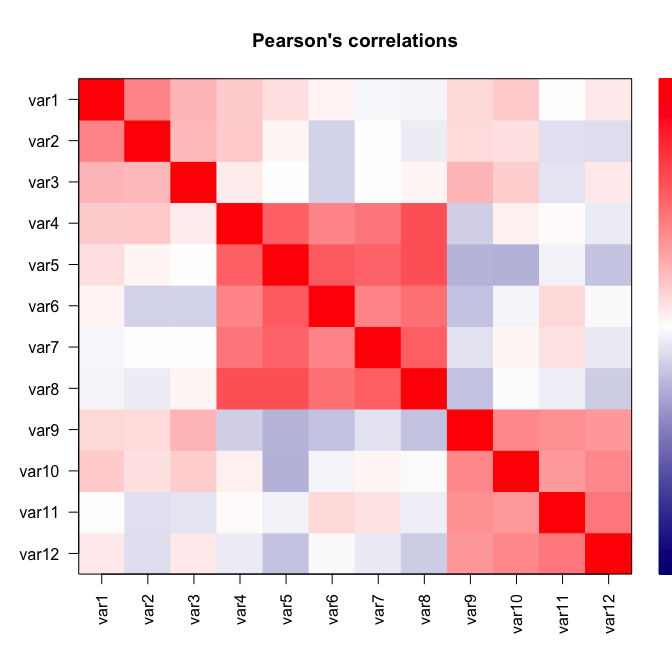 Pearson's correlations
var1
var2
var3
var4
var5
var6
var7
var8
var9
var10
var11
var12
var1
var2
var3
var4
var5
var6
var7
var8
var9
var10
var11
var12